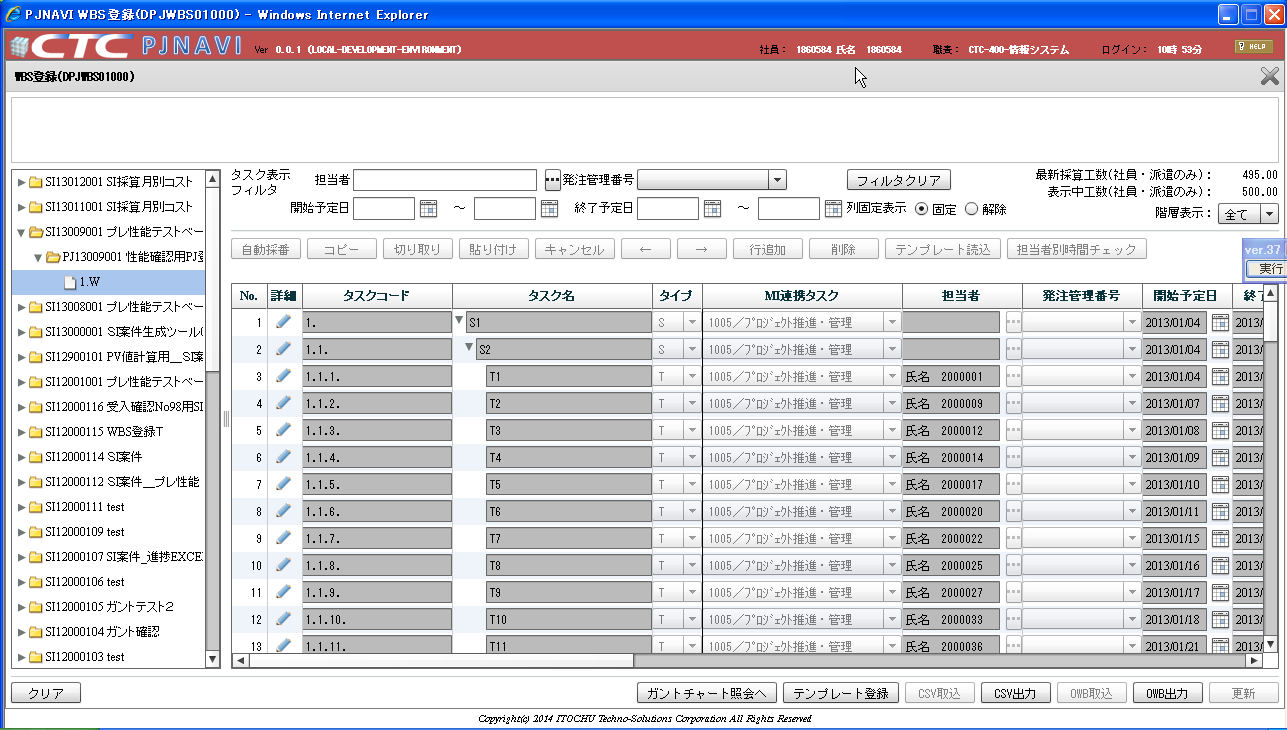 PJNAVI WBS登録(DPJWBS01000) - Windows Internet Explorer
CTC PJNAVI Ver 0.0.1 (LOCAL-DEVELOPMENT-ENVIRONMENT) 社員： 1860584 氏名 1860584 職責： CTC-400-情報システム ログイン： 10時 53分 HELP
WBS登録(DPJWBS01000)
SI13012001 SI採算月別コスト
SI13011001 SI採算月別コスト
SI13009001 プレ性能テストベー
PJ13009001 性能確認用PJ
1.W
SI13008001 プレ性能テストベー
SI13000001 SI案件生成ツール(
SI12900101 PV値計算用__SI案
SI12001001 プレ性能テストベー
SI12000116 受入確認No98用SI
SI12000115 WBS登録T
SI12000114 SI案件
SI12000112 SI案件__プレ性能
SI12000111 test
SI12000109 test
SI12000107 SI案件_進捗EXCE
SI12000106 test
SI12000105 ガントテスト2
SI12000104 ガント確認
SI12000103 test
タスク表示
フィルタ
担当者 ... 発注管理番号 フィルタクリア
開始予定日 ～ 終了予定日 ～ 列固定表示 固定 解除
最新採算工数(社員・派遣のみ)： 495.00
表示中工数(社員・派遣のみ)： 500.00
階層表示： 全て
自動採番 コピー 切り取り 貼り付け キャンセル ← → 行追加 削除 テンプレート読込 担当者別時間チェック
ver.37
実行
No. 詳細 タスクコード タスク名 タイプ MI連携タスク 担当者 発注管理番号 開始予定日 終了
1 1. S1 S 1005／ﾌﾟﾛｼﾞｪｸﾄ推進・管理 ... 2013/01/04 2013/
2 1.1. S2 S 1005／ﾌﾟﾛｼﾞｪｸﾄ推進・管理 ... 2013/01/04 2013/
3 1.1.1. T1 T 1005／ﾌﾟﾛｼﾞｪｸﾄ推進・管理 氏名 2000001 ... 2013/01/04 2013/
4 1.1.2. T2 T 1005／ﾌﾟﾛｼﾞｪｸﾄ推進・管理 氏名 2000009 ... 2013/01/07 2013/
5 1.1.3. T3 T 1005／ﾌﾟﾛｼﾞｪｸﾄ推進・管理 氏名 2000012 ... 2013/01/08 2013/
6 1.1.4. T4 T 1005／ﾌﾟﾛｼﾞｪｸﾄ推進・管理 氏名 2000014 ... 2013/01/09 2013/
7 1.1.5. T5 T 1005／ﾌﾟﾛｼﾞｪｸﾄ推進・管理 氏名 2000017 ... 2013/01/10 2013/
8 1.1.6. T6 T 1005／ﾌﾟﾛｼﾞｪｸﾄ推進・管理 氏名 2000020 ... 2013/01/11 2013/
9 1.1.7. T7 T 1005／ﾌﾟﾛｼﾞｪｸﾄ推進・管理 氏名 2000022 ... 2013/01/15 2013/
10 1.1.8. T8 T 1005／ﾌﾟﾛｼﾞｪｸﾄ推進・管理 氏名 2000025 ... 2013/01/16 2013/
11 1.1.9. T9 T 1005／ﾌﾟﾛｼﾞｪｸﾄ推進・管理 氏名 2000027 ... 2013/01/17 2013/
12 1.1.10. T10 T 1005／ﾌﾟﾛｼﾞｪｸﾄ推進・管理 氏名 2000033 ... 2013/01/18 2013/
13 1.1.11. T11 T 1005／ﾌﾟﾛｼﾞｪｸﾄ推進・管理 氏名 2000036 ... 2013/01/21 2013/
クリア ガントチャート照会へ テンプレート登録 CSV取込 CSV出力 OWB取込 OWB出力 更新
Copyright(c) 2014 ITOCHU Techno-Solutions Corporation All Rights Reserved